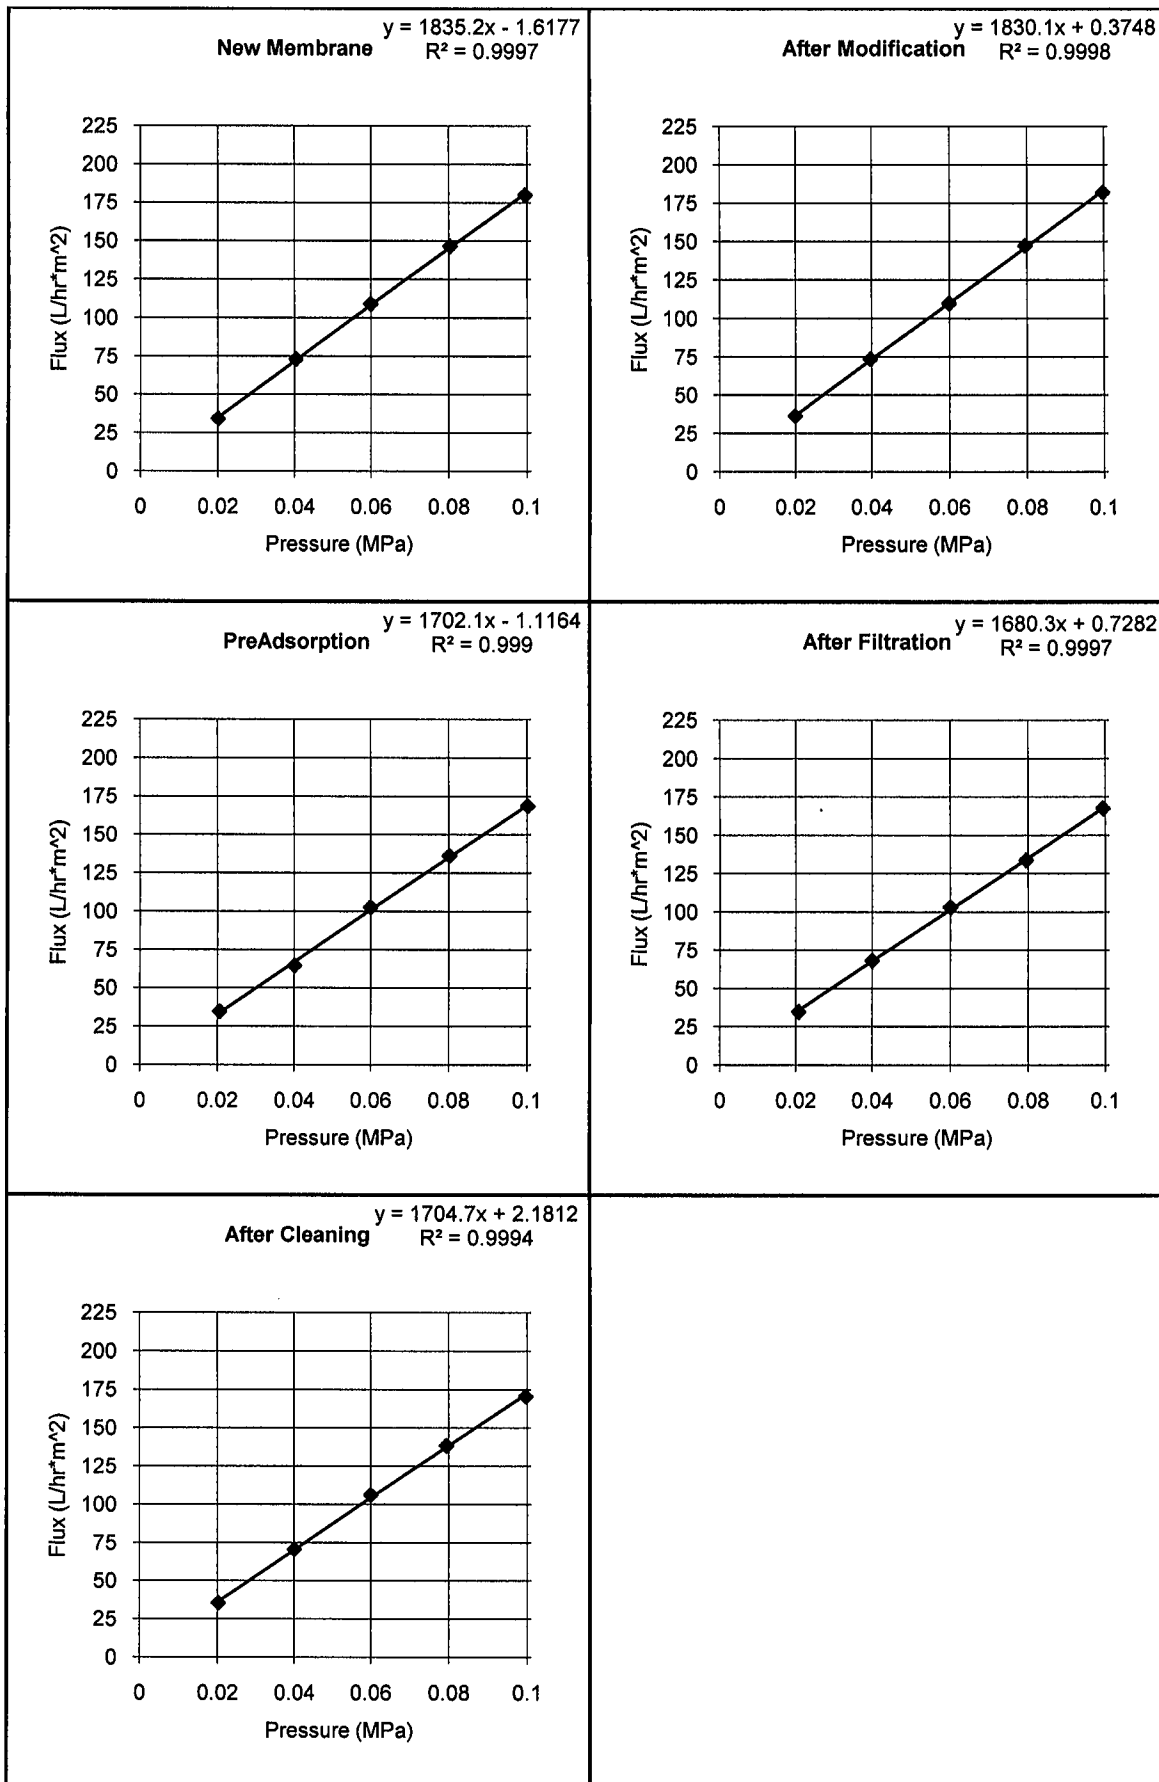 New Membrane
y = 1835.2x - 1.6177
R² = 0.9997
Flux (L/hr*m^2)
225
200
175
150
125
100
75
50
25
0
0 0.02 0.04 0.06 0.08 0.1
Pressure (MPa)
After Modification
y = 1830.1x + 0.3748
R² = 0.9998
Flux (L/hr*m^2)
225
200
175
150
125
100
75
50
25
0
0 0.02 0.04 0.06 0.08 0.1
Pressure (MPa)
PreAdsorption
y = 1702.1x - 1.1164
R² = 0.999
Flux (L/hr*m^2)
225
200
175
150
125
100
75
50
25
0
0 0.02 0.04 0.06 0.08 0.1
Pressure (MPa)
After Filtration
y = 1680.3x + 0.7282
R² = 0.9997
Flux (L/hr*m^2)
225
200
175
150
125
100
75
50
25
0
0 0.02 0.04 0.06 0.08 0.1
Pressure (MPa)
After Cleaning
y = 1704.7x + 2.1812
R² = 0.9994
Flux (L/hr*m^2)
225
200
175
150
125
100
75
50
25
0
0 0.02 0.04 0.06 0.08 0.1
Pressure (MPa)